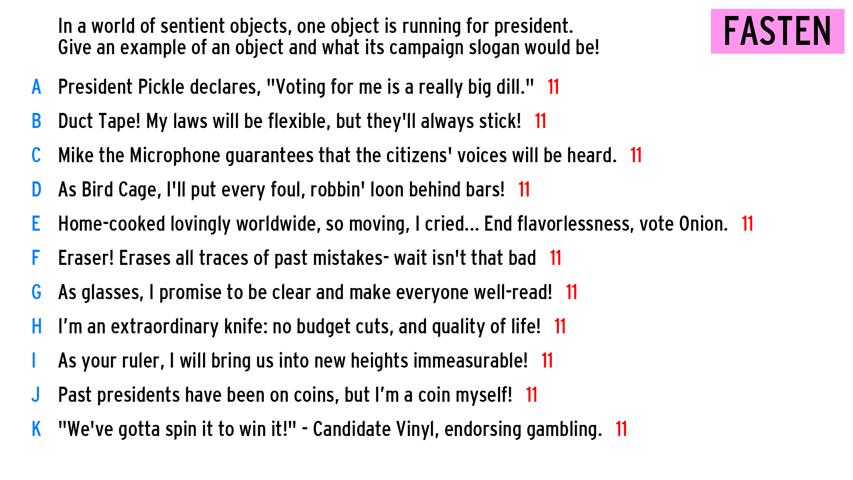 In a world of sentient objects, one object is running for president.
Give an example of an object and what its campaign slogan would be!
FASTEN
A President Pickle declares, "Voting for me is a really big dill." 11
B Duct Tape! My laws will be flexible, but they'll always stick! 11
C Mike the Microphone guarantees that the citizens' voices will be heard. 11
D As Bird Cage, I'll put every foul, robbin' loon behind bars! 11
E Home-cooked lovingly worldwide, so moving, I cried... End flavorlessness, vote Onion. 11
F Eraser! Erases all traces of past mistakes- wait isn't that bad 11
G As glasses, I promise to be clear and make everyone well-read! 11
H I’m an extraordinary knife: no budget cuts, and quality of life! 11
I As your ruler, I will bring us into new heights immeasurable! 11
J Past presidents have been on coins, but I’m a coin myself! 11
K "We've gotta spin it to win it!" - Candidate Vinyl, endorsing gambling. 11